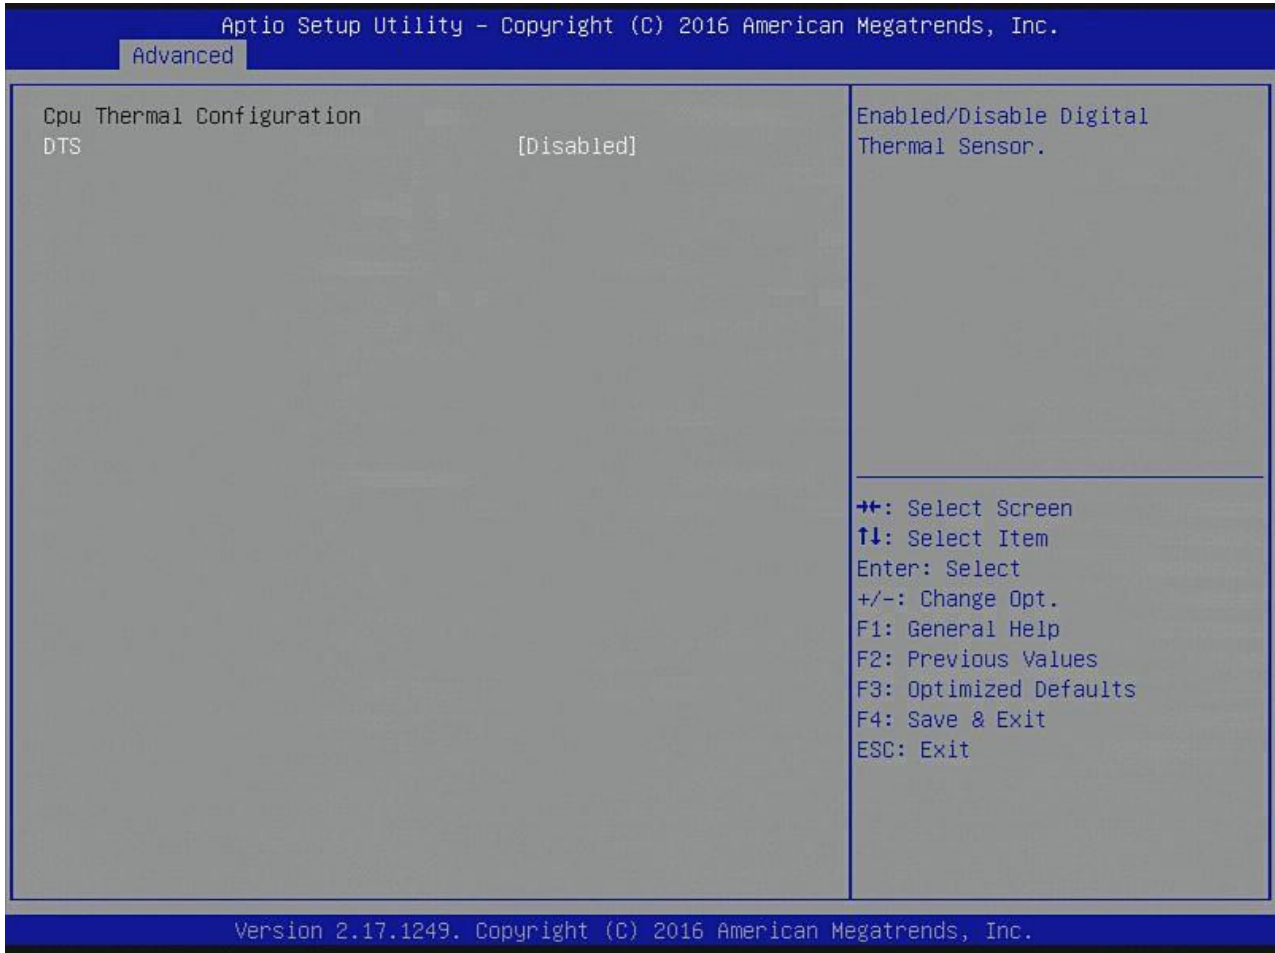 Aptio Setup Utility – Copyright (C) 2016 American Megatrends, Inc.
Advanced
Cpu Thermal Configuration
DTS [Disabled]
Enabled/Disable Digital
Thermal Sensor.
→←: Select Screen
↑↓: Select Item
Enter: Select
+/-: Change Opt.
F1: General Help
F2: Previous Values
F3: Optimized Defaults
F4: Save & Exit
ESC: Exit
Version 2.17.1249. Copyright (C) 2016 American Megatrends, Inc.